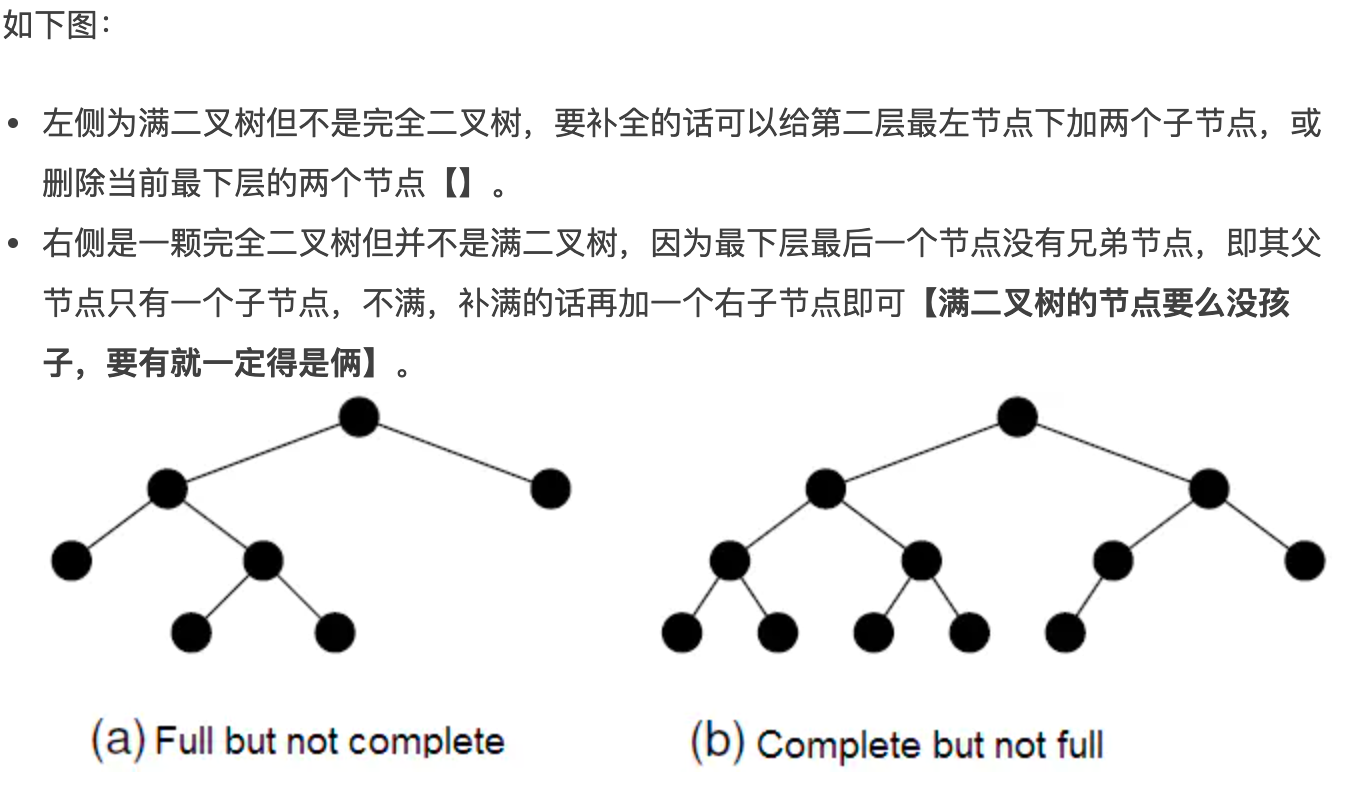 如下图：
• 左侧为满二叉树但不是完全二叉树，要补全的话可以给第二层最左节点下加两个子节点，或
删除当前最下层的两个节点【】。
• 右侧是一颗完全二叉树但并不是满二叉树，因为最下层最后一个节点没有兄弟节点，即其父
节点只有一个子节点，不满，补满的话再加一个右子节点即可【满二叉树的节点要么没孩
子，要有就一定得是俩】。
(a) Full but not complete
(b) Complete but not full